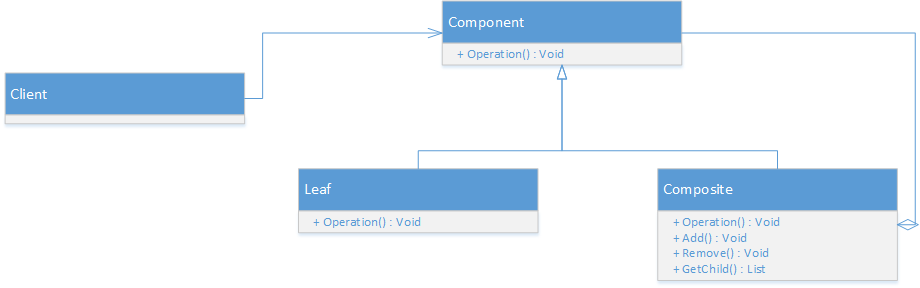 Component
+ Operation() : Void
Client
Leaf
+ Operation() : Void
Composite
+ Operation() : Void
+ Add() : Void
+ Remove() : Void
+ GetChild() : List